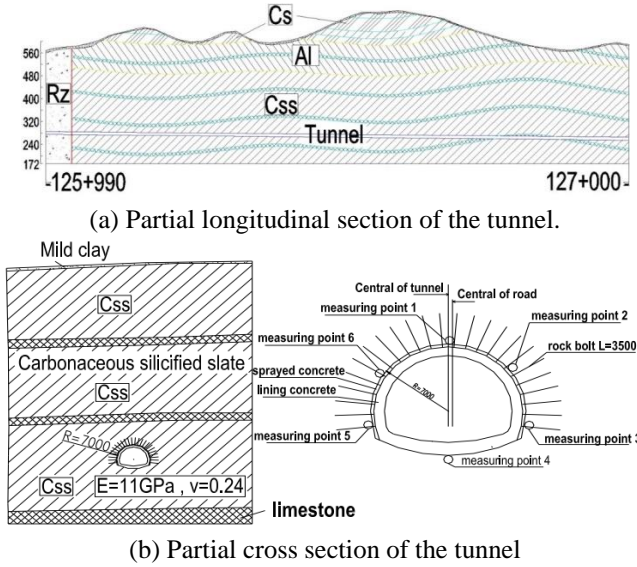 Cs
560
480
400
320
240
172
Al
Rz
Css
Tunnel
125+990
127+000
(a) Partial longitudinal section of the tunnel.
Mild clay
Css
Carbonaceous silicified slate
Css
R=7000
Css
E=11GPa , v=0.24
limestone
Central of tunnel
Central of road
measuring point 1
measuring point 2
measuring point 6
rock bolt L=3500
sprayed concrete
lining concrete
R=7000
measuring point 5
measuring point 3
measuring point 4
(b) Partial cross section of the tunnel